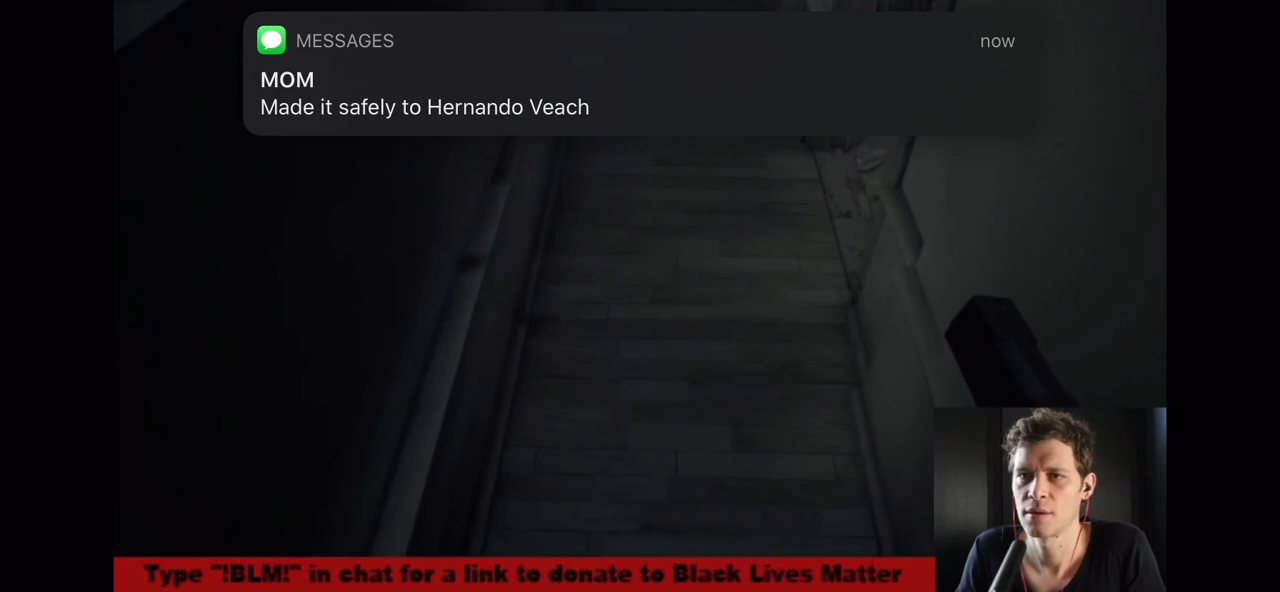 MESSAGES now
MOM
Made it safely to Hernando Veach
Type "!BLM!" in chat for a link to donate to Black Lives Matter